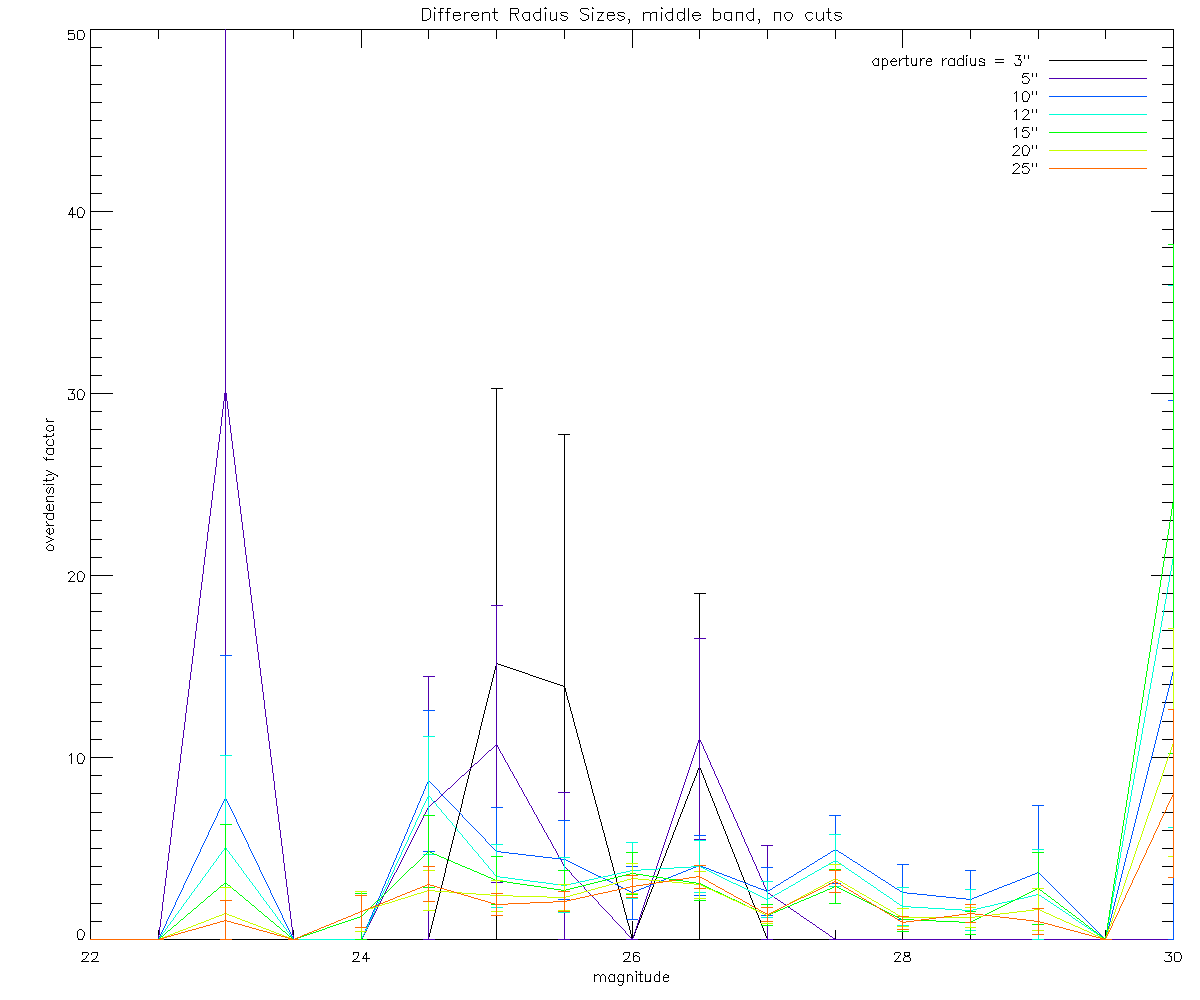 Different Radius Sizes, middle band, no cuts
50
aperture radius = 3"
5"
10"
12"
15"
20"
25"
40
30
20
10
0
overdensity factor
22 24 26 28 30
magnitude